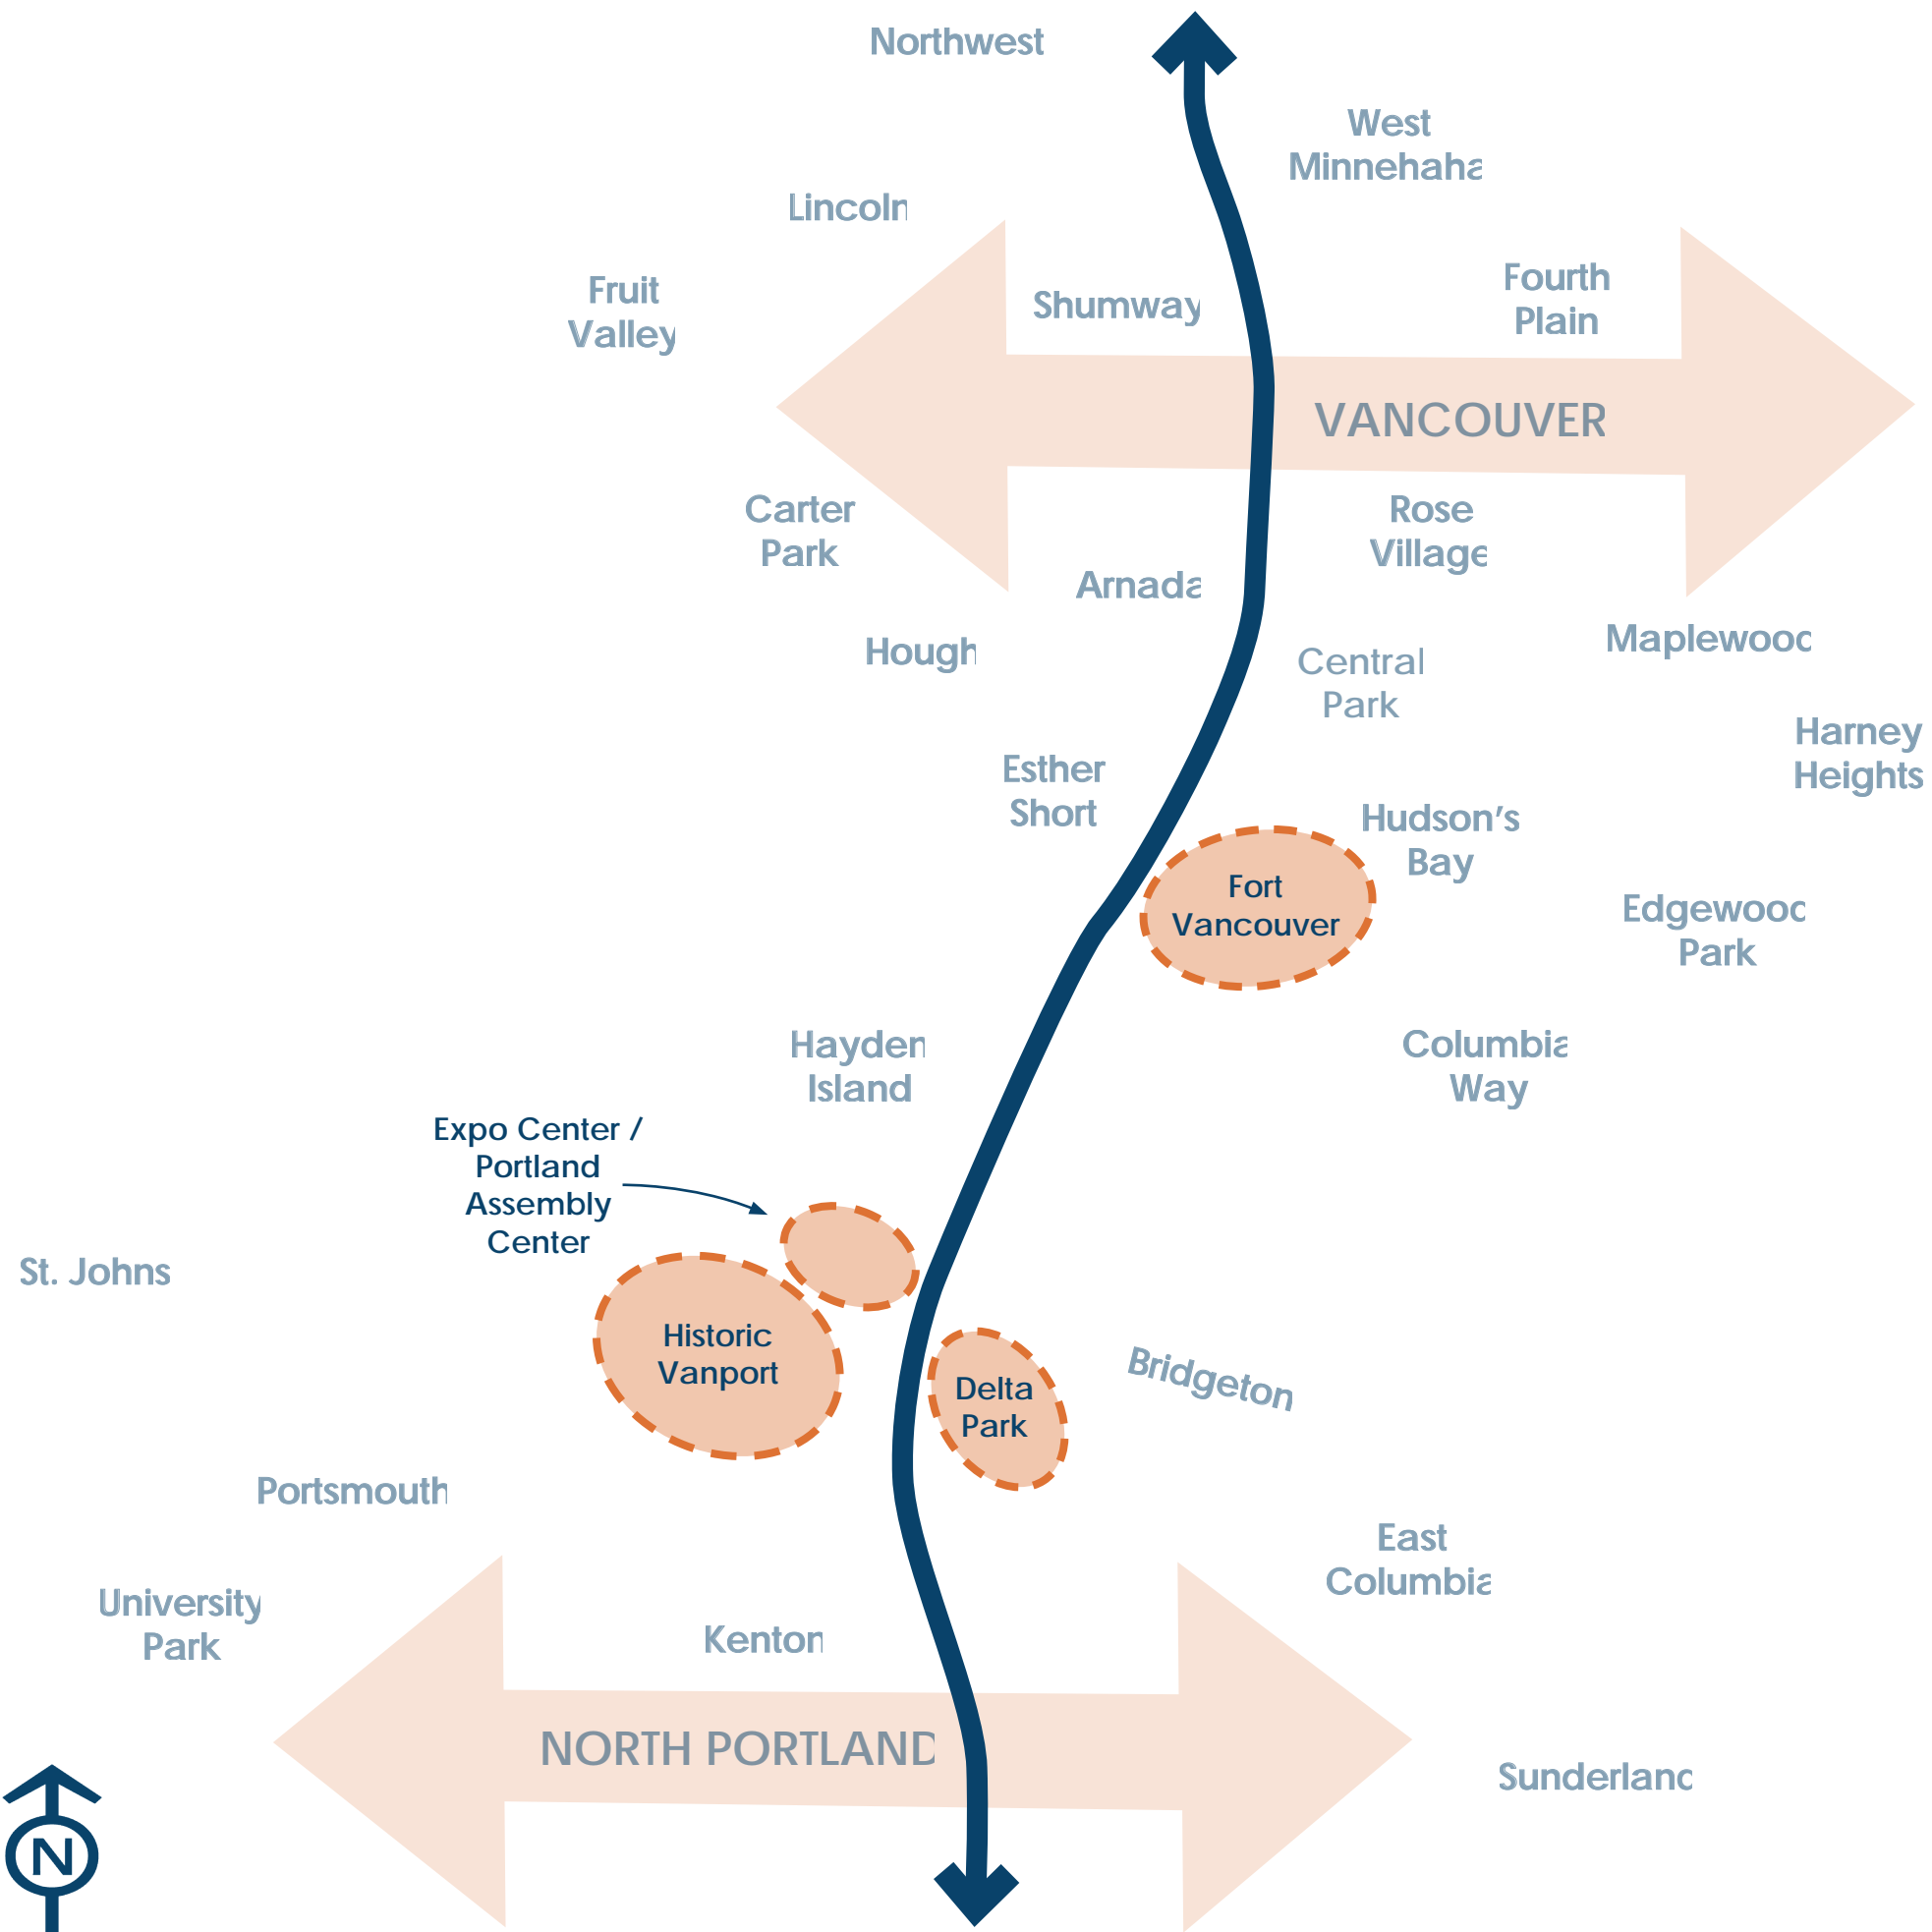 Northwest
West
Minnehaha
Lincoln
Fruit
Valley
Shumway
Fourth
Plain
VANCOUVER
Carter
Park
Rose
Village
Arnada
Hough
Central
Park
Maplewood
Harney
Heights
Esther
Short
Hudson’s
Bay
Fort
Vancouver
Edgewood
Park
Hayden
Island
Columbia
Way
Expo Center /
Portland
Assembly
Center
St. Johns
Historic
Vanport
Delta
Park
Bridgeton
Portsmouth
East
Columbia
University
Park
Kenton
NORTH PORTLAND
Sunderland
N